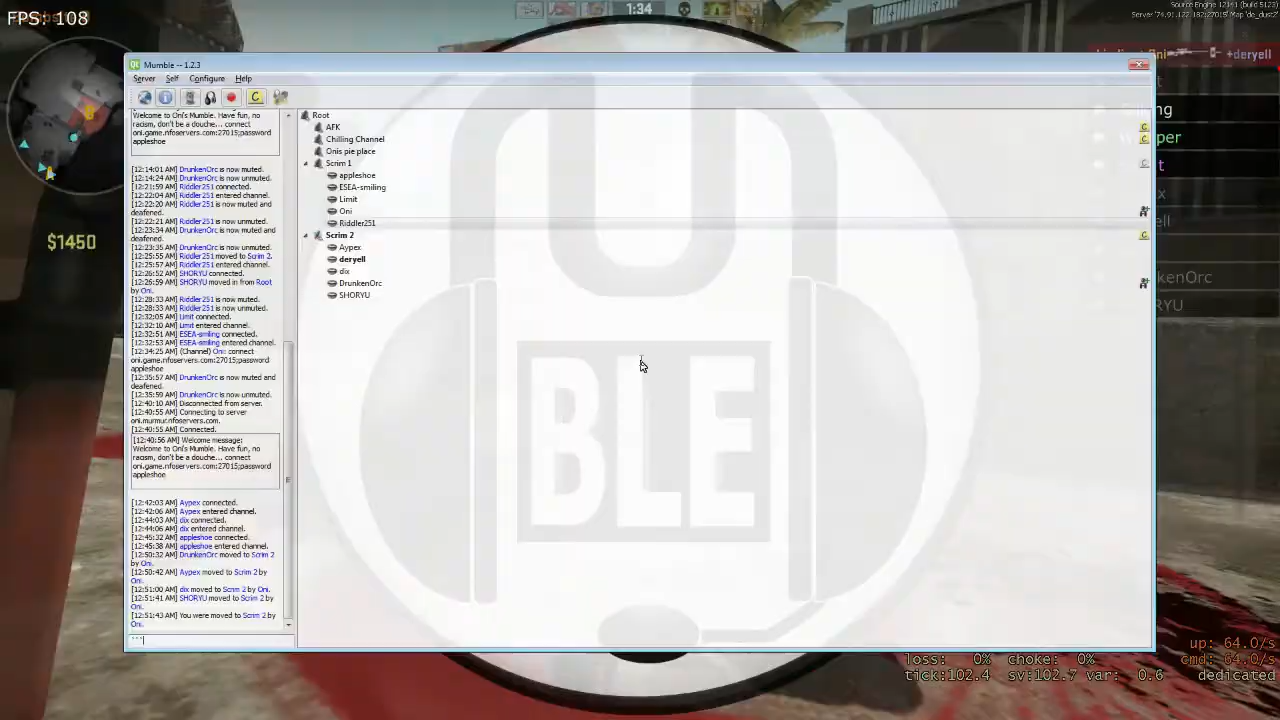 FPS: 108
1:34
Source Engine 12141 (build 5123)
Server '74.91.122.182:27015' Map 'de_dust2'
+deryell
$1450
Mumble -- 1.2.3
Server Self Configure Help
Welcome to Oni's Mumble. Have fun, no
racism, don't be a douche... connect
oni.game.nfoservers.com:27015;password
appleshoe
[12:14:01 AM] DrunkenOrc is now muted.
[12:14:24 AM] DrunkenOrc is now unmuted.
[12:21:59 AM] Riddler251 connected.
[12:22:04 AM] Riddler251 entered channel.
[12:22:20 AM] Riddler251 is now muted and
deafened.
[12:22:21 AM] Riddler251 is now unmuted.
[12:23:34 AM] DrunkenOrc is now muted and
deafened.
[12:23:35 AM] DrunkenOrc is now unmuted.
[12:25:55 AM] Riddler251 moved to Scrim 2.
[12:25:57 AM] Riddler251 entered channel.
[12:26:52 AM] SHORYU connected.
[12:26:59 AM] SHORYU moved in from Root
by Oni.
[12:28:33 AM] Riddler251 is now muted.
[12:28:33 AM] Riddler251 is now unmuted.
[12:32:05 AM] Limit connected.
[12:32:10 AM] Limit entered channel.
[12:32:51 AM] ESEA-smiling connected.
[12:32:53 AM] ESEA-smiling entered channel.
[12:34:25 AM] (Channel) Oni: connect
oni.game.nfoservers.com:27015;password
appleshoe
[12:35:57 AM] DrunkenOrc is now muted and
deafened.
[12:35:59 AM] DrunkenOrc is now unmuted.
[12:40:10 AM] Disconnected from server.
[12:40:55 AM] Connecting to server
oni.murmur.nfoservers.com.
[12:40:55 AM] Connected.
[12:40:56 AM] Welcome message:
Welcome to Oni's Mumble. Have fun, no
racism, don't be a douche... connect
oni.game.nfoservers.com:27015;password
appleshoe
[12:42:03 AM] Aypex connected.
[12:42:06 AM] Aypex entered channel.
[12:44:03 AM] dix connected.
[12:44:06 AM] dix entered channel.
[12:45:32 AM] appleshoe connected.
[12:45:38 AM] appleshoe entered channel.
[12:50:32 AM] DrunkenOrc moved to Scrim 2
by Oni.
[12:50:42 AM] Aypex moved to Scrim 2 by
Oni.
[12:51:00 AM] dix moved to Scrim 2 by Oni.
[12:51:41 AM] SHORYU moved to Scrim 2 by
Oni.
[12:51:43 AM] You were moved to Scrim 2 by
Oni.
Root
AFK
Chilling Channel
Onis pie place
Scrim 1
appleshoe
ESEA-smiling
Limit
Oni
Riddler251
Scrim 2
Aypex
deryell
dix
DrunkenOrc
SHORYU
BLE
up: 64.0/s
loss: 0% choke: 0% cmd: 64.0/s
tick:102.4 sv:102.7 var: 0.6 dedicated